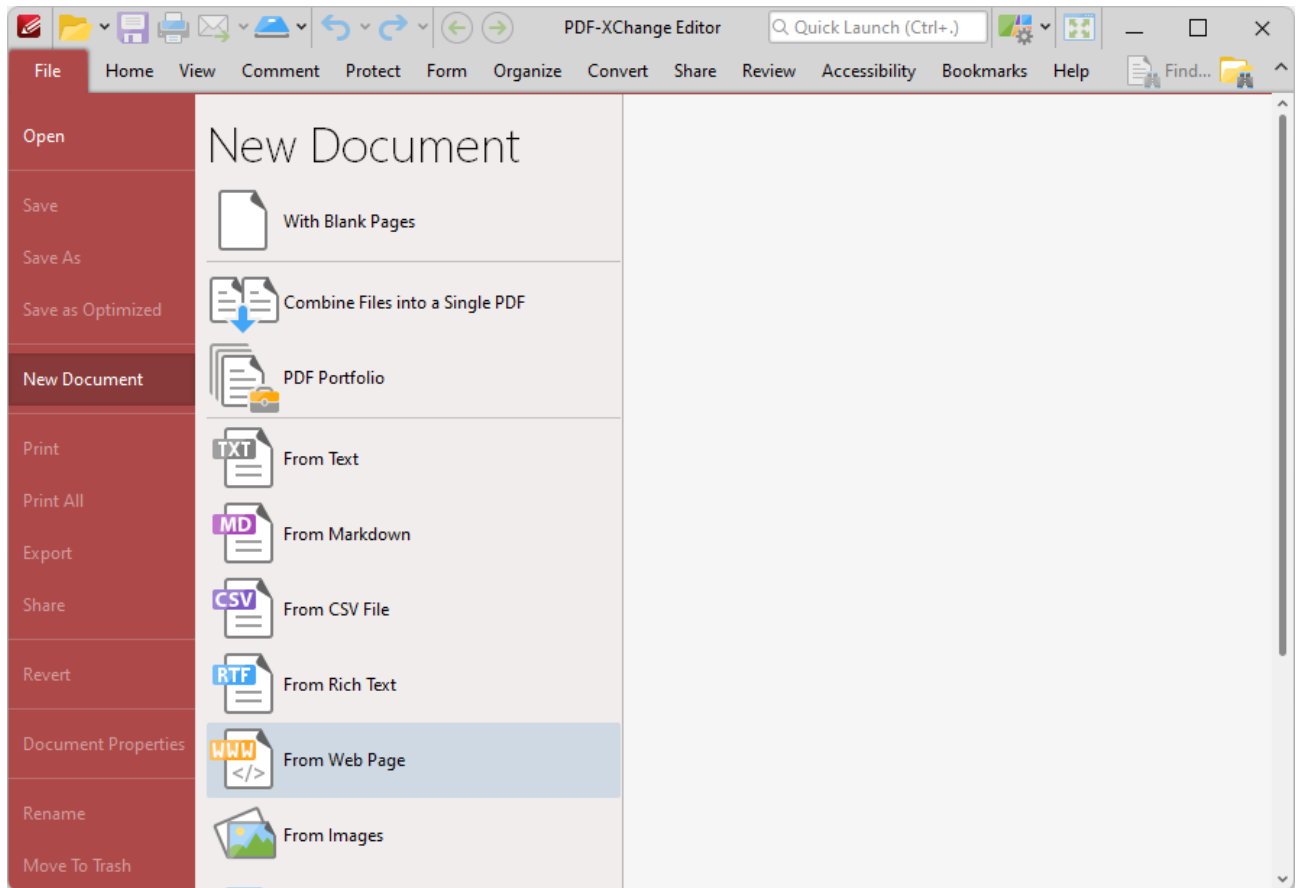 PDF-XChange Editor
Quick Launch (Ctrl+.)
File Home View Comment Protect Form Organize Convert Share Review Accessibility Bookmarks Help Find...
Open
Save
Save As
Save as Optimized
New Document
Print
Print All
Export
Share
Revert
Document Properties
Rename
Move To Trash
New Document
With Blank Pages
Combine Files into a Single PDF
PDF Portfolio
TXT From Text
MD From Markdown
CSV From CSV File
RTF From Rich Text
WWW </> From Web Page
From Images